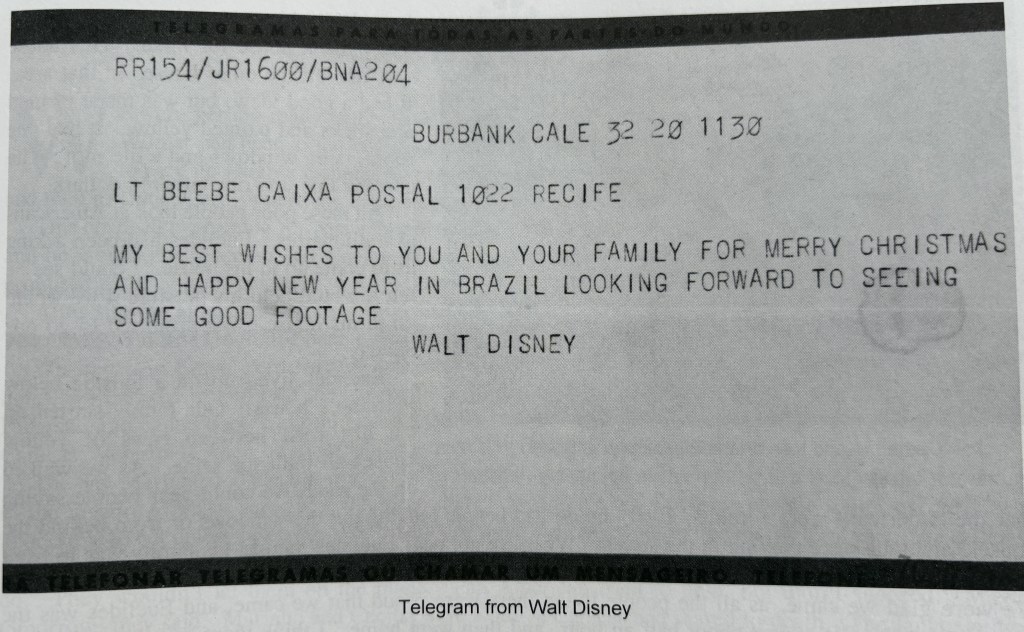 TELEGRAMAS PARA TODAS AS PARTES DO MUNDO
RR154/JR1600/BNA204
BURBANK CALE 32 20 1130
LT BEEBE CAIXA POSTAL 1022 RECIFE
MY BEST WISHES TO YOU AND YOUR FAMILY FOR MERRY CHRISTMAS
AND HAPPY NEW YEAR IN BRAZIL LOOKING FORWARD TO SEEING
SOME GOOD FOOTAGE
WALT DISNEY
TELEFONAR TELEGRAMAS OU CHAMAR UM MENSAGEIRO, TELEFONE
Telegram from Walt Disney